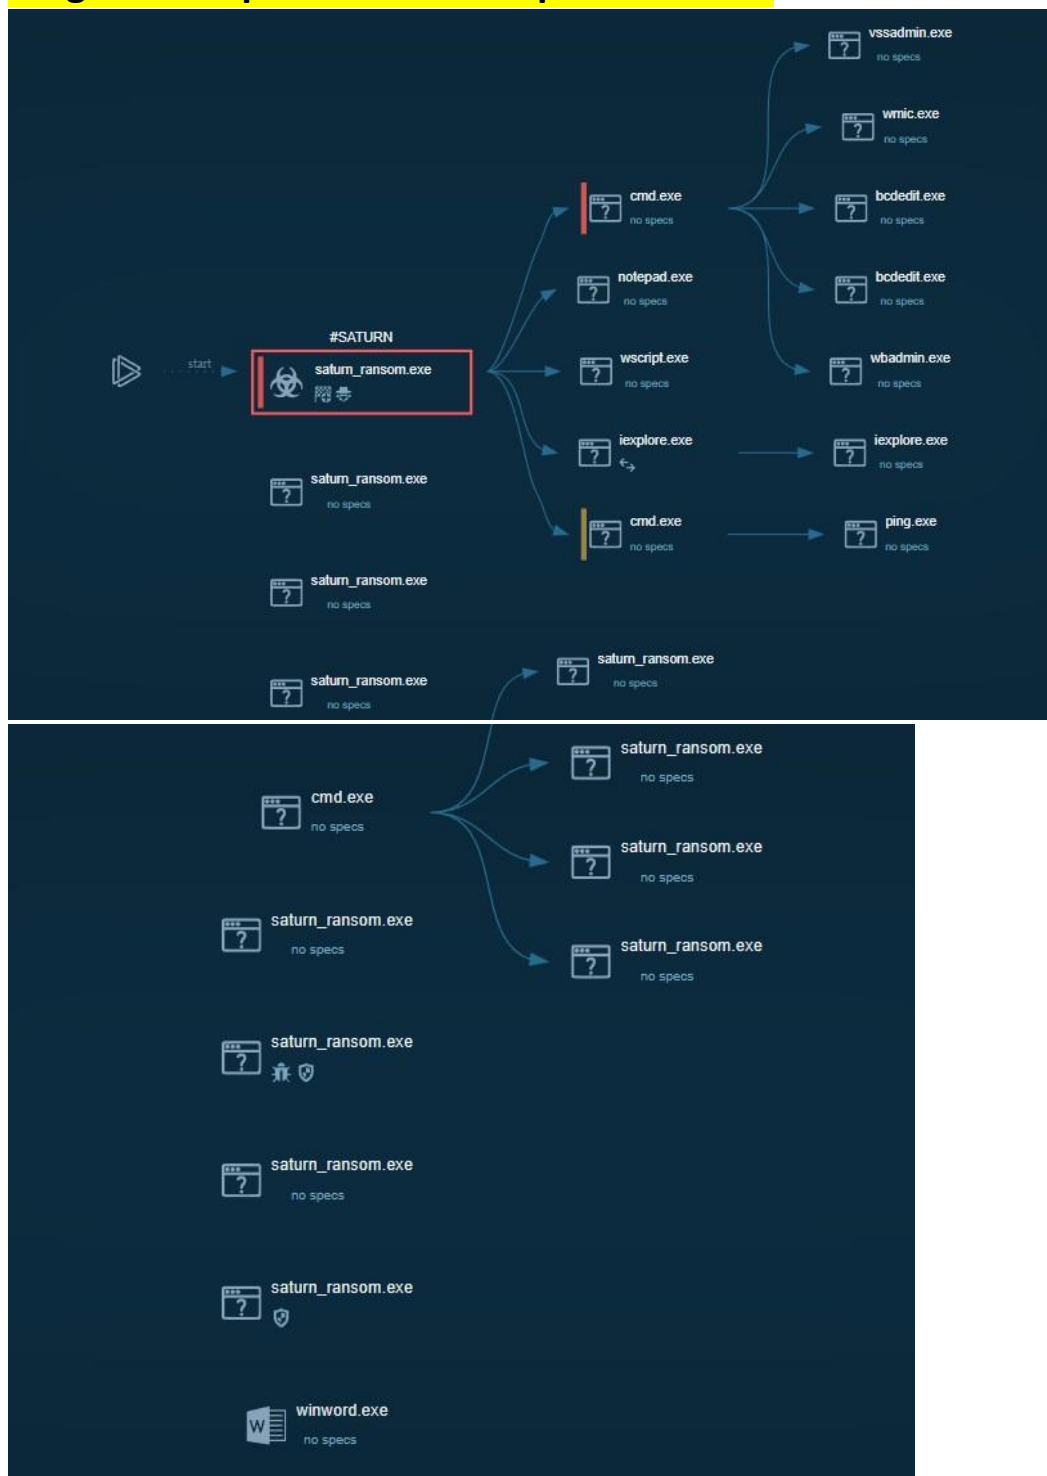 vssadmin.exe
no specs
wmic.exe
no specs
cmd.exe
no specs
bcdedit.exe
no specs
notepad.exe
no specs
bcdedit.exe
no specs
#SATURN
start
saturn_ransom.exe
wscript.exe
no specs
wbadmin.exe
no specs
iexplore.exe
iexplore.exe
no specs
saturn_ransom.exe
no specs
cmd.exe
no specs
ping.exe
no specs
saturn_ransom.exe
no specs
saturn_ransom.exe
no specs
saturn_ransom.exe
no specs
saturn_ransom.exe
no specs
cmd.exe
no specs
saturn_ransom.exe
no specs
saturn_ransom.exe
no specs
saturn_ransom.exe
no specs
saturn_ransom.exe
saturn_ransom.exe
no specs
saturn_ransom.exe
winword.exe
no specs